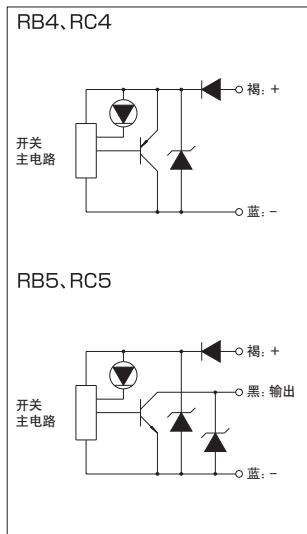 RB4、RC4
褐: +
开关
主电路
蓝: -
RB5、RC5
褐: +
黑: 输出
开关
主电路
蓝: -